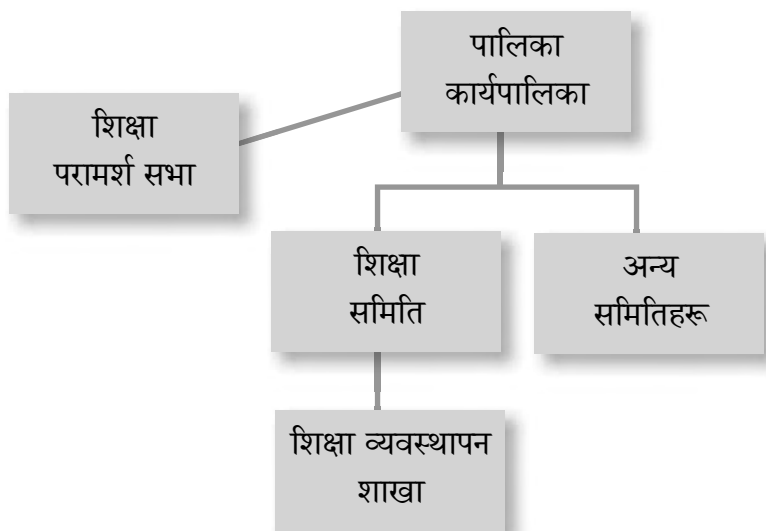 पालिका
कार्यपालिका
शिक्षा
परामर्श सभा
शिक्षा
समिति
अन्य
समितिहरू
शिक्षा व्यवस्थापन
शाखा